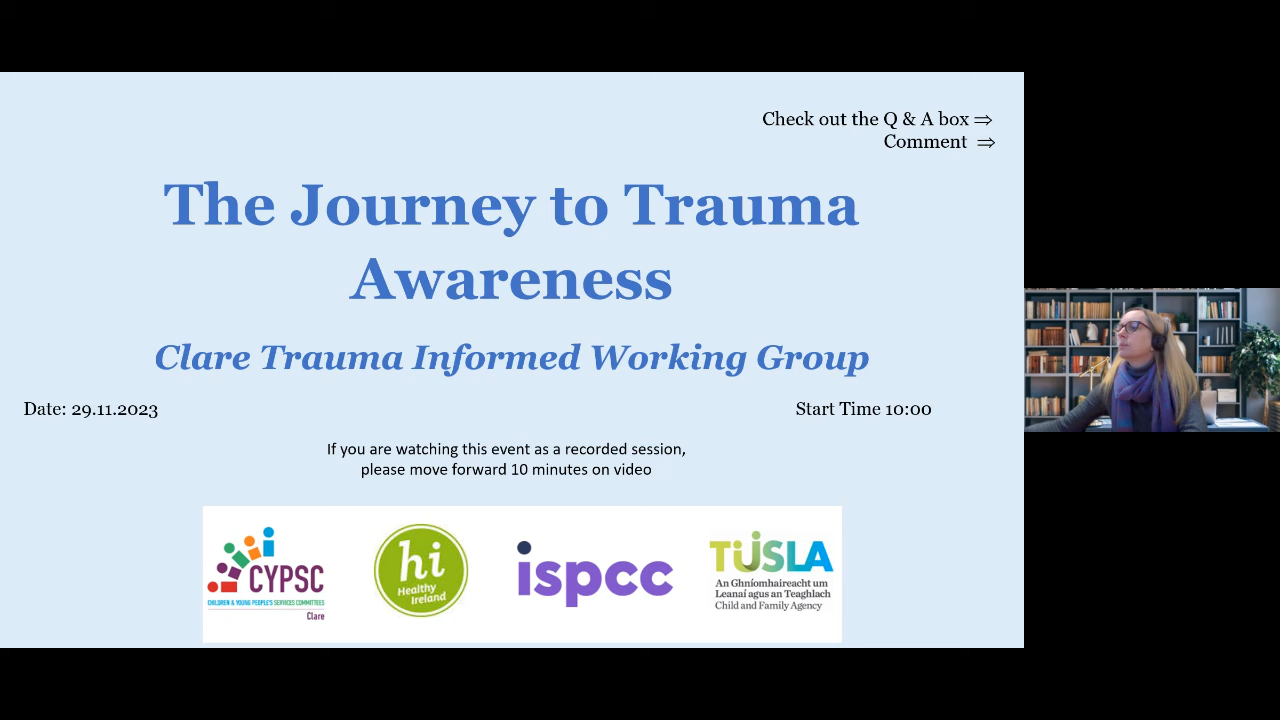 Check out the Q & A box ⇒
Comment ⇒
The Journey to Trauma
Awareness
Clare Trauma Informed Working Group
Date: 29.11.2023
Start Time 10:00
If you are watching this event as a recorded session,
please move forward 10 minutes on video
CYPSC
CHILDREN & YOUNG PEOPLE'S SERVICES COMMITTEES
Clare
hi
Healthy
Ireland
ispcc
TUSLA
An Ghníomhaireacht um
Leanaí agus an Teaghlach
Child and Family Agency